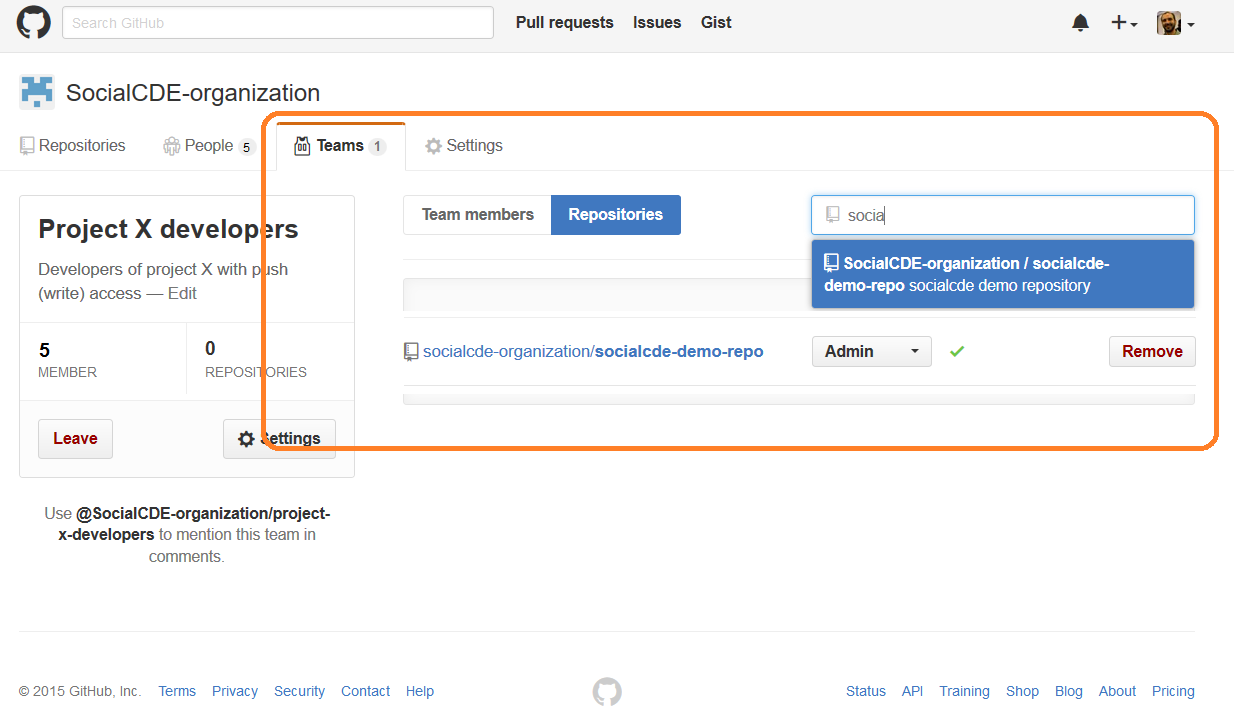 Search GitHub
Pull requests Issues Gist
SocialCDE-organization
Repositories People 5 Teams 1 Settings
Project X developers
Developers of project X with push
(write) access — Edit
5
MEMBER
0
REPOSITORIES
Leave
Settings
Use @SocialCDE-organization/project-
x-developers to mention this team in
comments.
Team members Repositories
socia
SocialCDE-organization / socialcde-
demo-repo socialcde demo repository
socialcde-organization/socialcde-demo-repo Admin Remove
© 2015 GitHub, Inc. Terms Privacy Security Contact Help
Status API Training Shop Blog About Pricing